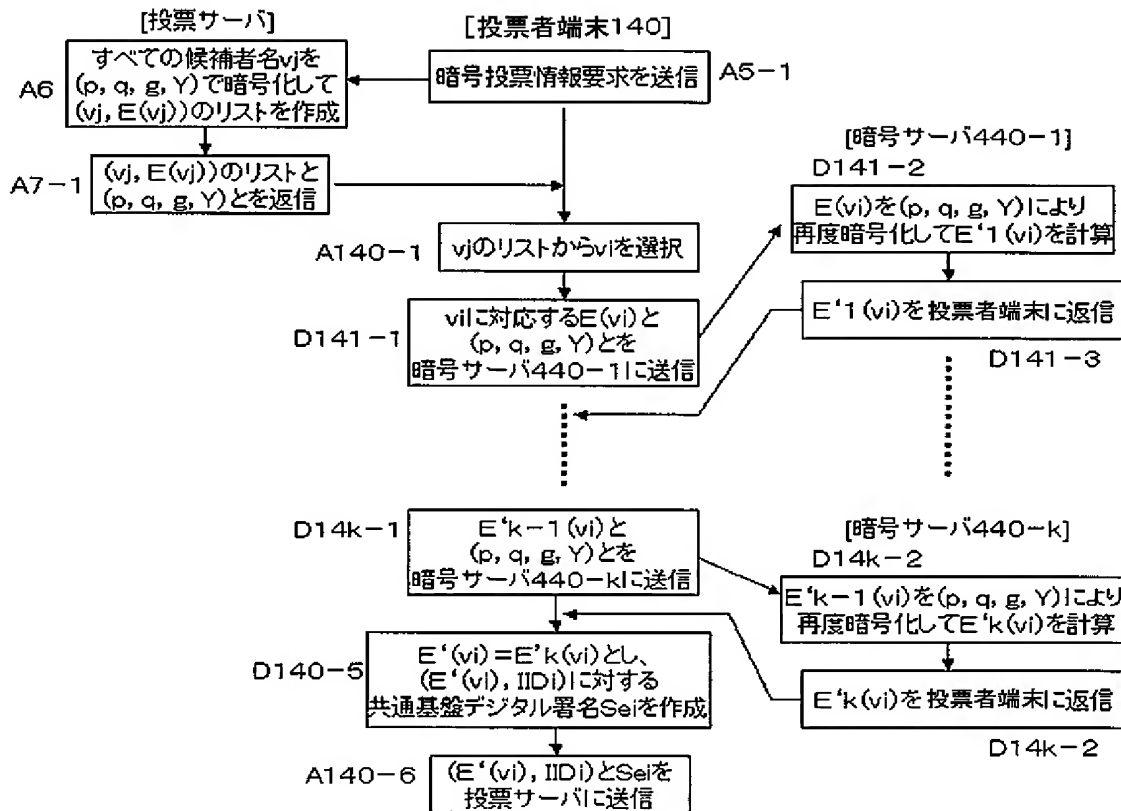 [投票サーバ]
すべての候補者名vjを
(p, q, g, Y)で暗号化して
(vj, E(vj))のリストを作成
A6
(vj, E(vj))のリストと
(p, q, g, Y)とを返信
A7-1
[投票者端末140]
暗号投票情報要求を送信
A5-1
vjのリストからviを選択
A140-1
viに対応するE(vi)と
(p, q, g, Y)とを
暗号サーバ440-1に送信
D141-1
[暗号サーバ440-1]
D141-2
E(vi)を(p, q, g, Y)により
再度暗号化してE‘1(vi)を計算
E‘1(vi)を投票者端末に返信
D141-3
D14k-1
E‘k-1(vi)と
(p, q, g, Y)とを
暗号サーバ440-kに送信
[暗号サーバ440-k]
D14k-2
E‘k-1(vi)を(p, q, g, Y)により
再度暗号化してE‘k(vi)を計算
E‘k(vi)を投票者端末に返信
D14k-2
D140-5
E‘(vi)=E’k(vi)とし、
(E‘(vi), IIDi)に対する
共通基盤デジタル署名Seiを作成
A140-6
(E‘(vi), IIDi)とSeiを
投票サーバに送信